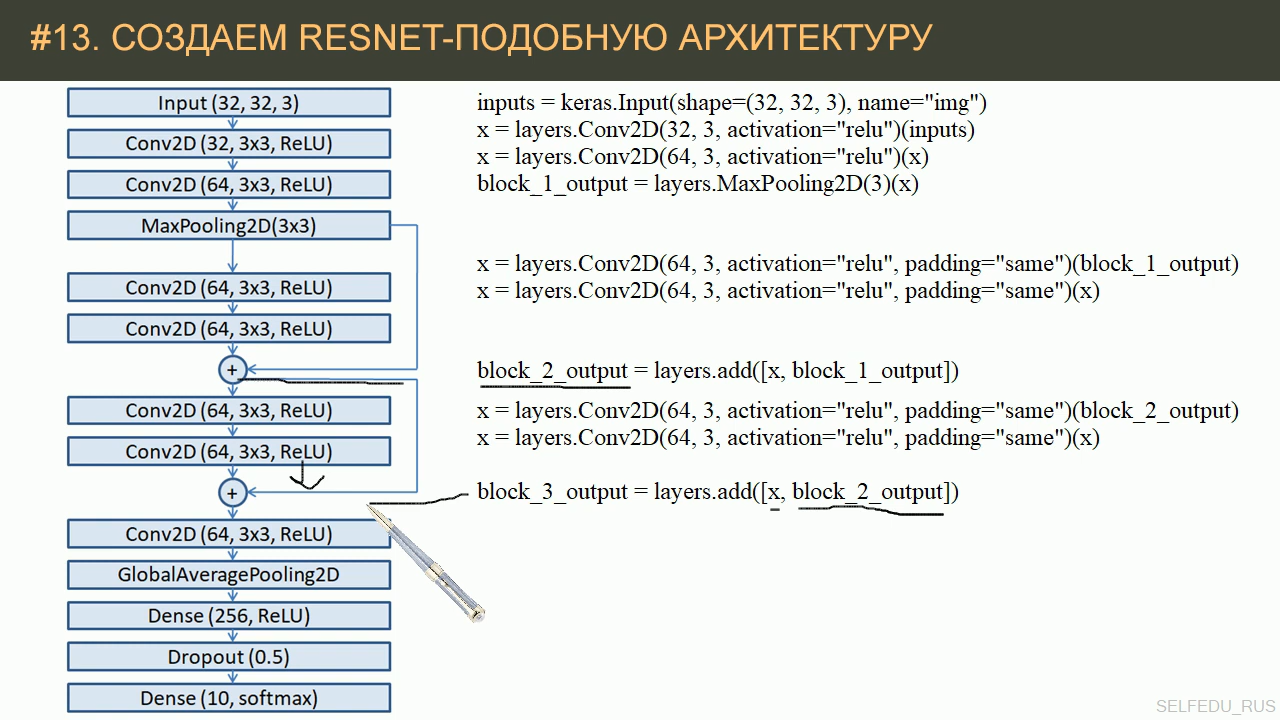 #13. СОЗДАЕМ RESNET-ПОДОБНУЮ АРХИТЕКТУРУ
Input (32, 32, 3)
Conv2D (32, 3x3, ReLU)
Conv2D (64, 3x3, ReLU)
MaxPooling2D(3x3)
Conv2D (64, 3x3, ReLU)
Conv2D (64, 3x3, ReLU)
+
Conv2D (64, 3x3, ReLU)
Conv2D (64, 3x3, ReLU)
+
Conv2D (64, 3x3, ReLU)
GlobalAveragePooling2D
Dense (256, ReLU)
Dropout (0.5)
Dense (10, softmax)
inputs = keras.Input(shape=(32, 32, 3), name="img")
x = layers.Conv2D(32, 3, activation="relu")(inputs)
x = layers.Conv2D(64, 3, activation="relu")(x)
block_1_output = layers.MaxPooling2D(3)(x)
x = layers.Conv2D(64, 3, activation="relu", padding="same")(block_1_output)
x = layers.Conv2D(64, 3, activation="relu", padding="same")(x)
block_2_output = layers.add([x, block_1_output])
x = layers.Conv2D(64, 3, activation="relu", padding="same")(block_2_output)
x = layers.Conv2D(64, 3, activation="relu", padding="same")(x)
block_3_output = layers.add([x, block_2_output])
SELFEDU_RUS